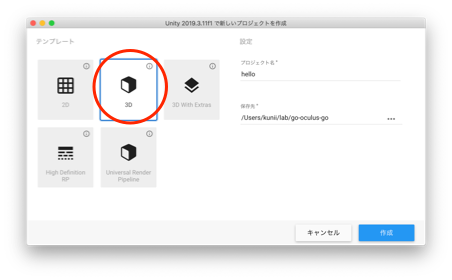 Unity 2019.3.11f1 で新しいプロジェクトを作成
テンプレート
2D
3D
3D With Extras
High Definition
RP
Universal Render
Pipeline
設定
プロジェクト名*
hello
保存先*
/Users/kunii/lab/go-oculus-go
キャンセル
作成